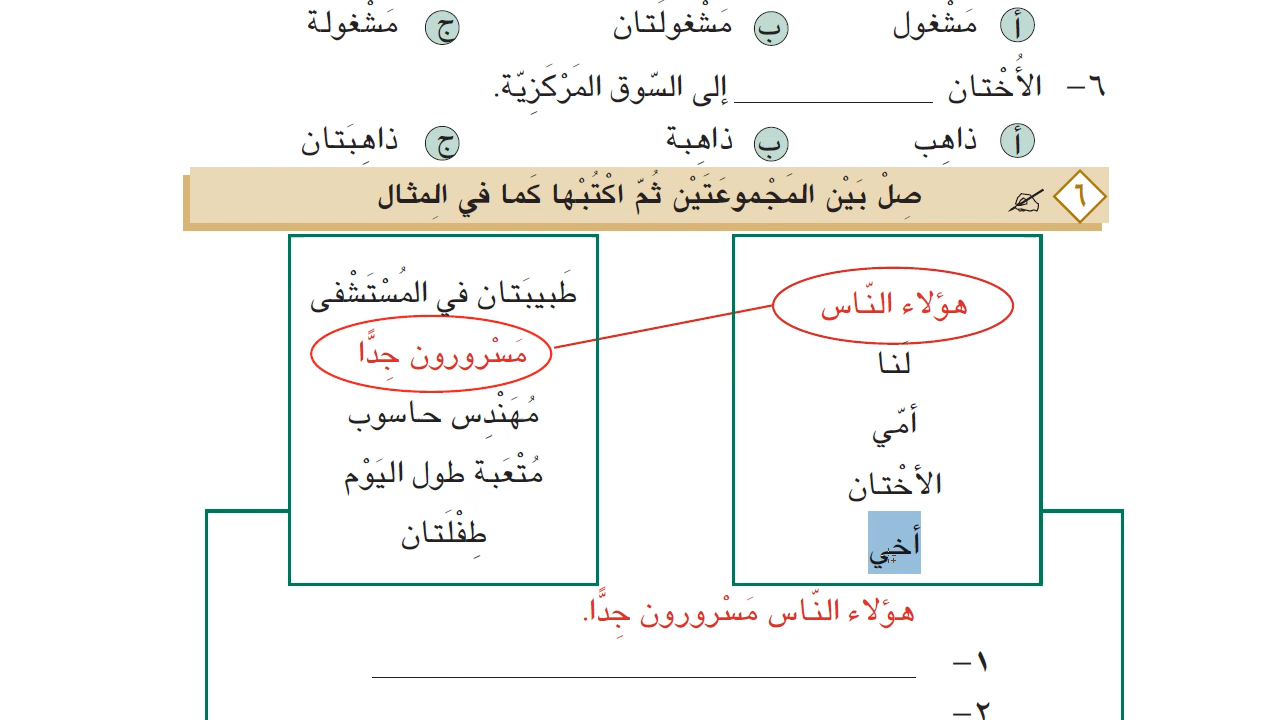 أ مَشْغول ب مَشْغولَتان ج مَشْغولة
٦- الأُخْتان ــــــــــــ إلى السّوق المَرْكَزِيّة.
أ ذاهِب ب ذاهِبة ج ذاهِبَتان
٦ صِلْ بَيْن المَجْموعَتَيْن ثُمّ اكْتُبْها كَما في المِثال
هؤلاء النّاس
لَنا
أمّي
الأخْتان
أخي
طَبيبَتان في المُسْتَشْفى
مَسْرورون جِدًّا
مُهَنْدِس حاسوب
مُتْعَبة طول اليَوْم
طِفْلَتان
هؤلاء النّاس مَسْرورون جِدًّا.
١-
٢-